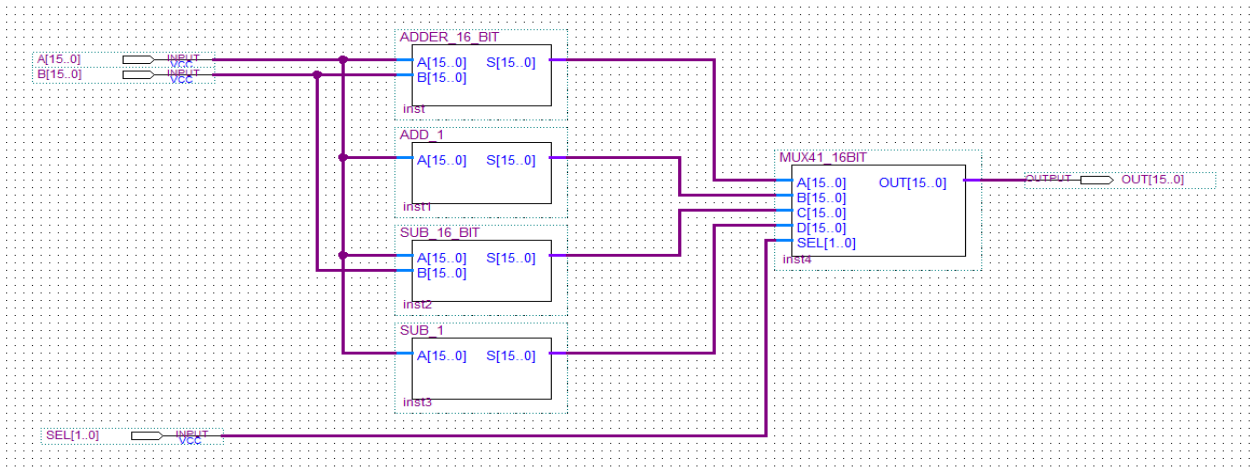 ADDER_16_BIT
A[15..0] INPUT VCC
B[15..0] INPUT VCC
A[15..0] S[15..0]
B[15..0]
inst
ADD_1
A[15..0] S[15..0]
inst1
SUB_16_BIT
A[15..0] S[15..0]
B[15..0]
inst2
SUB_1
A[15..0] S[15..0]
inst3
MUX41_16BIT
A[15..0] OUT[15..0]
B[15..0]
C[15..0]
D[15..0]
SEL[1..0]
inst4
OUTPUT OUT[15..0]
SEL[1..0] INPUT VCC